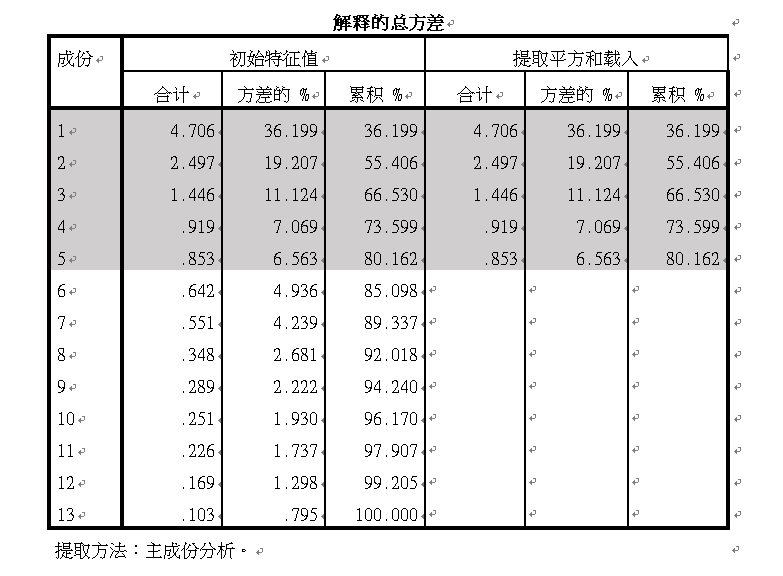 解释的总方差
成份 初始特征值 提取平方和载入
合计 方差的 % 累积 % 合计 方差的 % 累积 %
1 4.706 36.199 36.199 4.706 36.199 36.199
2 2.497 19.207 55.406 2.497 19.207 55.406
3 1.446 11.124 66.530 1.446 11.124 66.530
4 .919 7.069 73.599 .919 7.069 73.599
5 .853 6.563 80.162 .853 6.563 80.162
6 .642 4.936 85.098
7 .551 4.239 89.337
8 .348 2.681 92.018
9 .289 2.222 94.240
10 .251 1.930 96.170
11 .226 1.737 97.907
12 .169 1.298 99.205
13 .103 .795 100.000
提取方法：主成份分析。